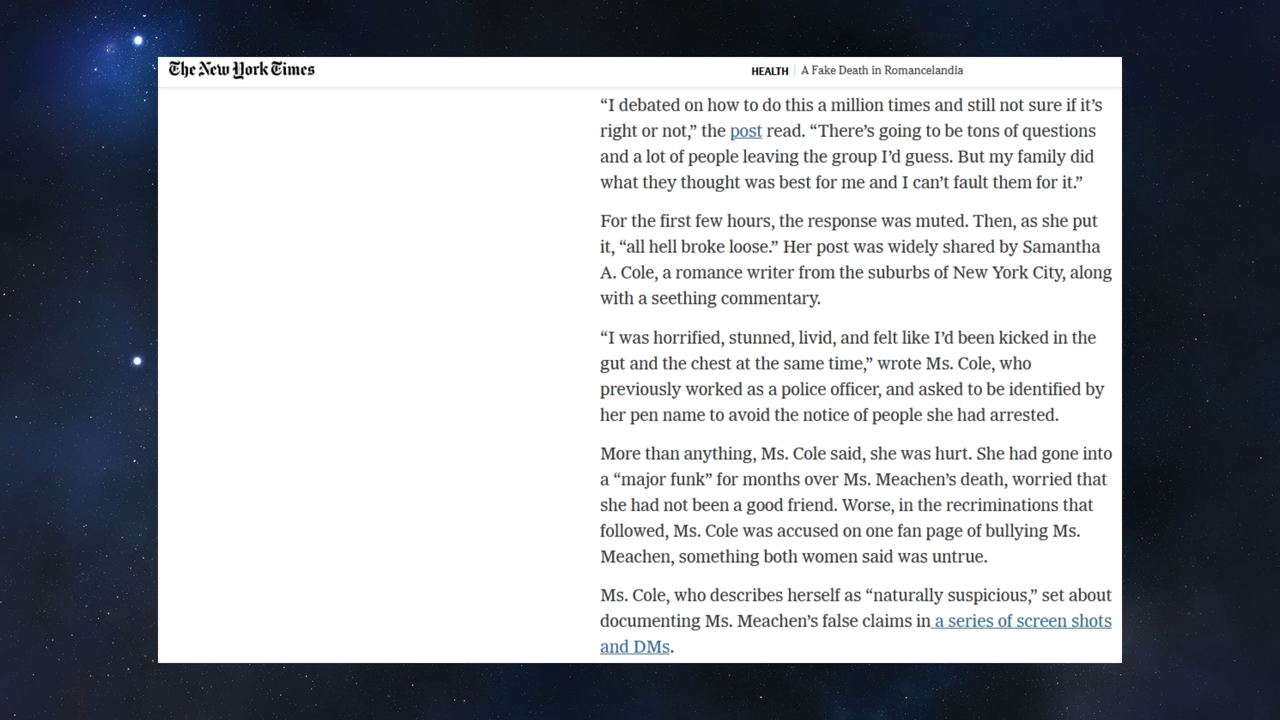 The New York Times
HEALTH | A Fake Death in Romancelandia
“I debated on how to do this a million times and still not sure if it’s
right or not,” the post read. “There’s going to be tons of questions
and a lot of people leaving the group I’d guess. But my family did
what they thought was best for me and I can’t fault them for it.”
For the first few hours, the response was muted. Then, as she put
it, “all hell broke loose.” Her post was widely shared by Samantha
A. Cole, a romance writer from the suburbs of New York City, along
with a seething commentary.
“I was horrified, stunned, livid, and felt like I’d been kicked in the
gut and the chest at the same time,” wrote Ms. Cole, who
previously worked as a police officer, and asked to be identified by
her pen name to avoid the notice of people she had arrested.
More than anything, Ms. Cole said, she was hurt. She had gone into
a “major funk” for months over Ms. Meachen’s death, worried that
she had not been a good friend. Worse, in the recriminations that
followed, Ms. Cole was accused on one fan page of bullying Ms.
Meachen, something both women said was untrue.
Ms. Cole, who describes herself as “naturally suspicious,” set about
documenting Ms. Meachen’s false claims in a series of screen shots
and DMs.